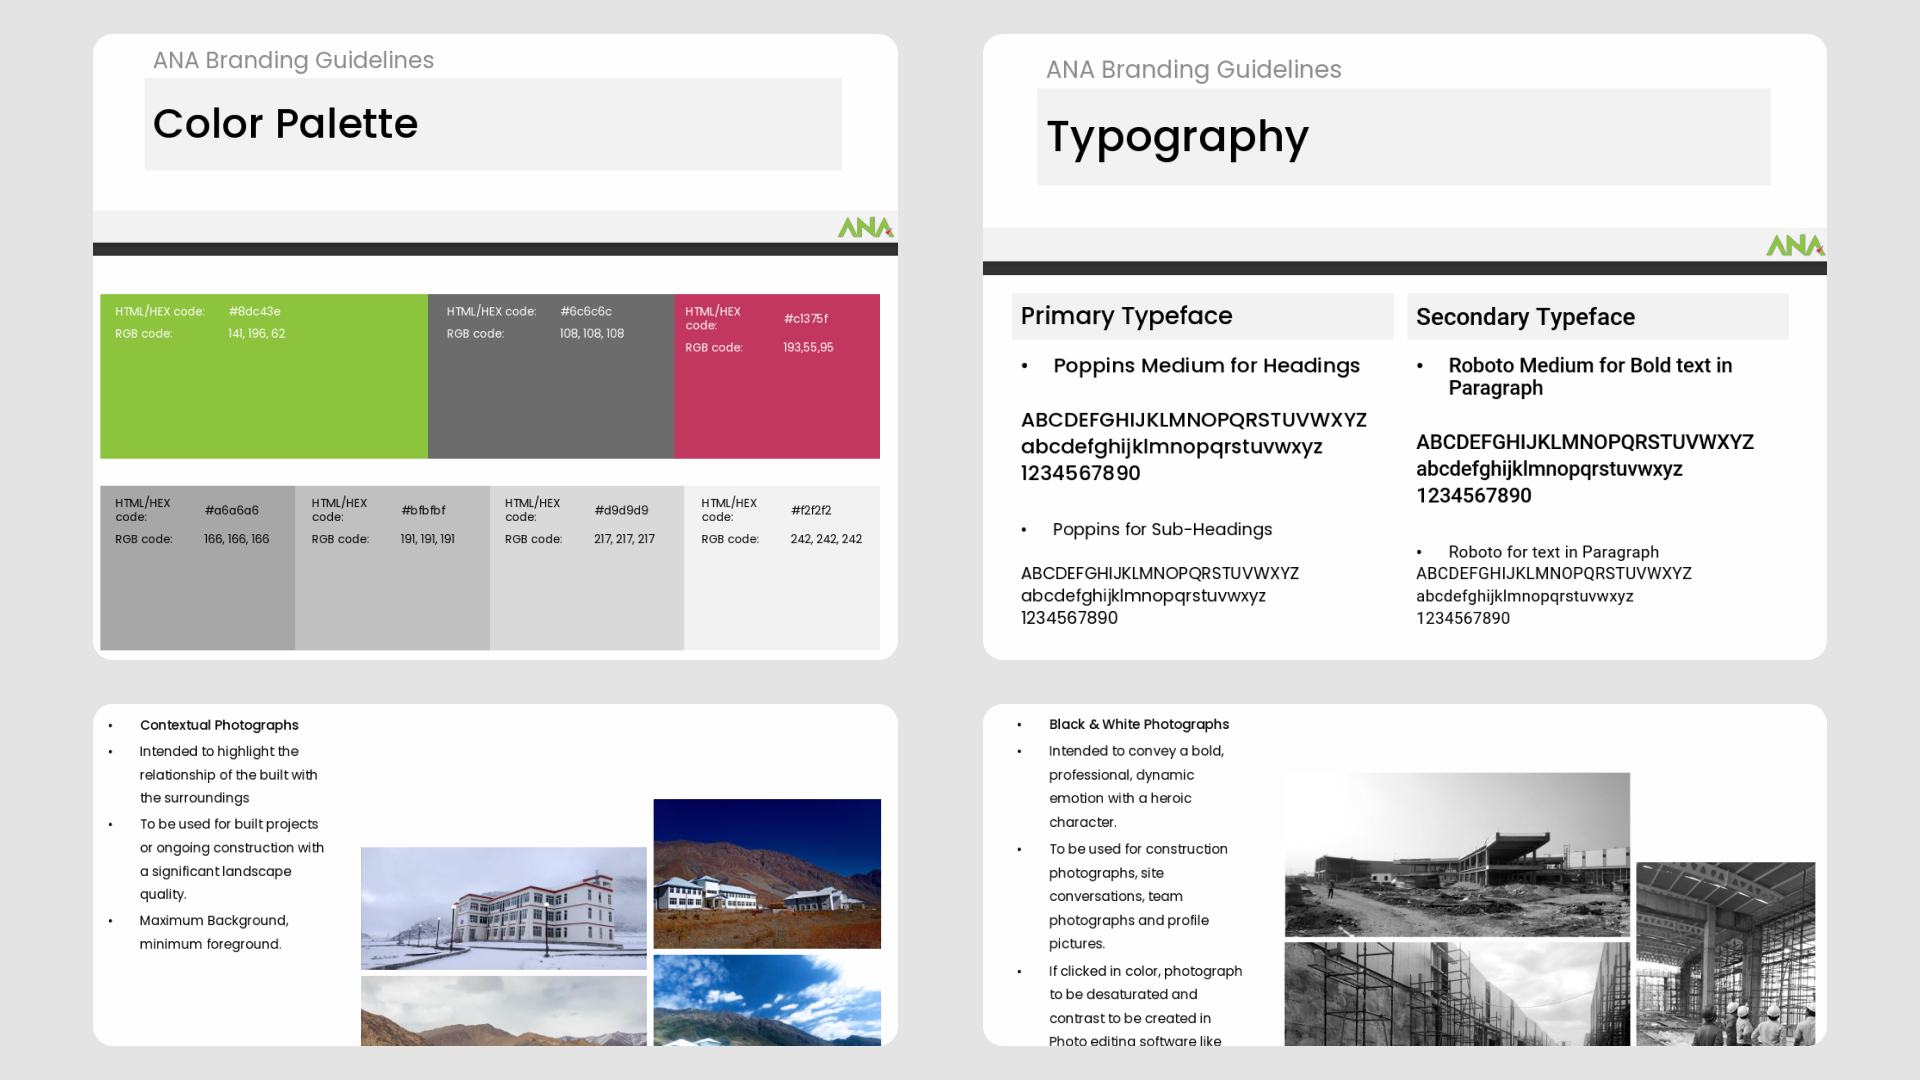 ANA Branding Guidelines
Color Palette
ANA
HTML/HEX code: #8dc43e
RGB code: 141, 196, 62
HTML/HEX code: #6c6c6c
RGB code: 108, 108, 108
HTML/HEX
code:
#c1375f
RGB code: 193,55,95
HTML/HEX
code:
#a6a6a6
RGB code: 166, 166, 166
HTML/HEX
code:
#bfbfbf
RGB code: 191, 191, 191
HTML/HEX
code:
#d9d9d9
RGB code: 217, 217, 217
HTML/HEX
code:
#f2f2f2
RGB code: 242, 242, 242
ANA Branding Guidelines
Typography
ANA
Primary Typeface
• Poppins Medium for Headings
ABCDEFGHIJKLMNOPQRSTUVWXYZ
abcdefghijklmnopqrstuvwxyz
1234567890
• Poppins for Sub-Headings
ABCDEFGHIJKLMNOPQRSTUVWXYZ
abcdefghijklmnopqrstuvwxyz
1234567890
Secondary Typeface
• Roboto Medium for Bold text in
Paragraph
ABCDEFGHIJKLMNOPQRSTUVWXYZ
abcdefghijklmnopqrstuvwxyz
1234567890
• Roboto for text in Paragraph
ABCDEFGHIJKLMNOPQRSTUVWXYZ
abcdefghijklmnopqrstuvwxyz
1234567890
• Contextual Photographs
• Intended to highlight the
relationship of the built with
the surroundings
• To be used for built projects
or ongoing construction with
a significant landscape
quality.
• Maximum Background,
minimum foreground.
• Black & White Photographs
• Intended to convey a bold,
professional, dynamic
emotion with a heroic
character.
• To be used for construction
photographs, site
conversations, team
photographs and profile
pictures.
• If clicked in color, photograph
to be desaturated and
contrast to be created in
Photo editing software like